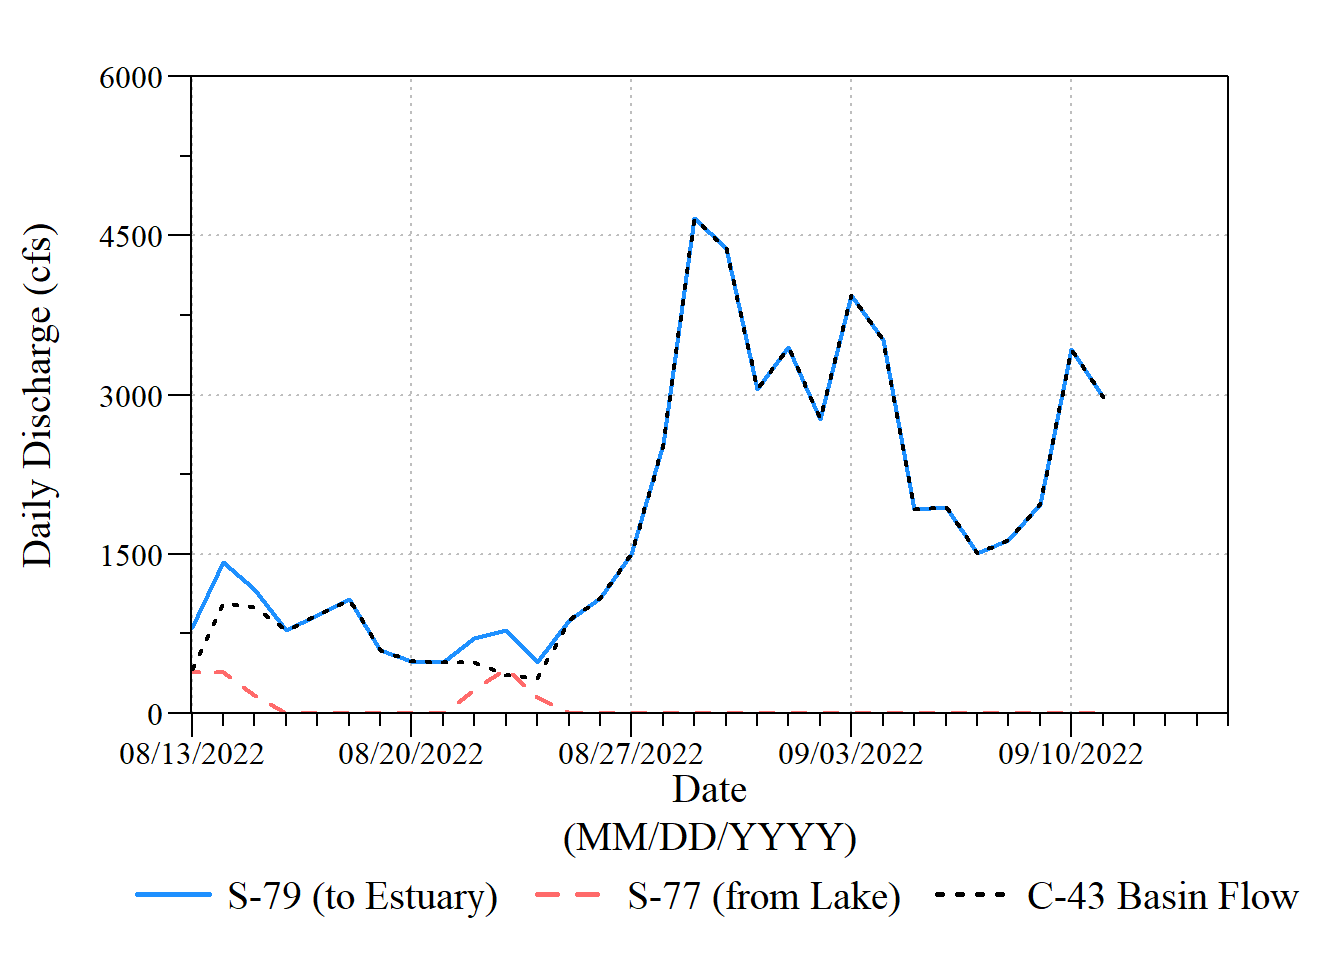 6000
4500
3000
1500
0
Daily Discharge (cfs)
08/13/2022 08/20/2022 08/27/2022 09/03/2022 09/10/2022
Date
(MM/DD/YYYY)
S-79 (to Estuary) S-77 (from Lake) C-43 Basin Flow